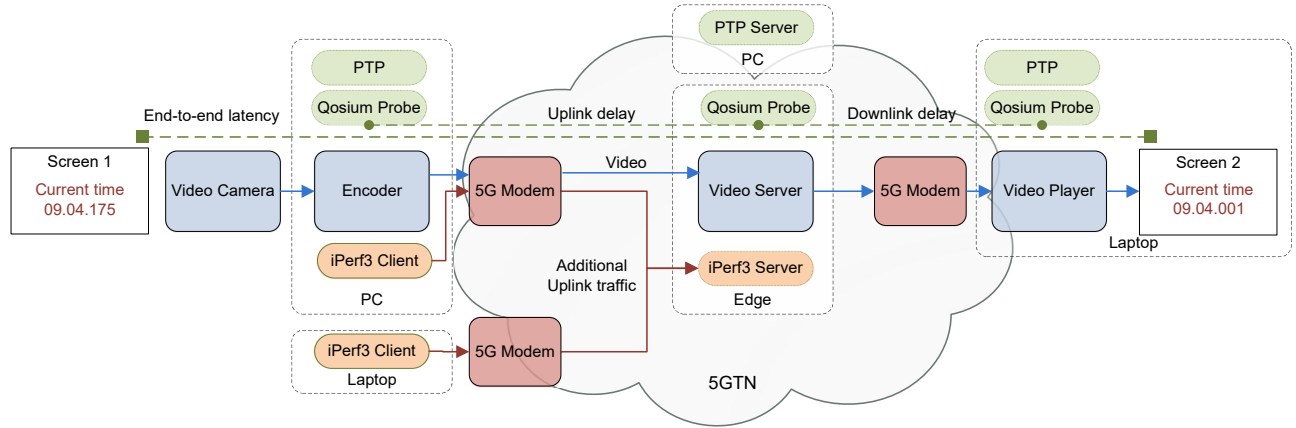 PTP Server
PC
PTP
PTP
Qosium Probe
Qosium Probe
Qosium Probe
End-to-end latency
Uplink delay
Downlink delay
Screen 1
Current time
09.04.175
Video Camera
Encoder
5G Modem
Video
Video Server
5G Modem
Video Player
Screen 2
Current time
09.04.001
Laptop
iPerf3 Client
PC
Additional
Uplink traffic
iPerf3 Server
Edge
iPerf3 Client
Laptop
5G Modem
5GTN